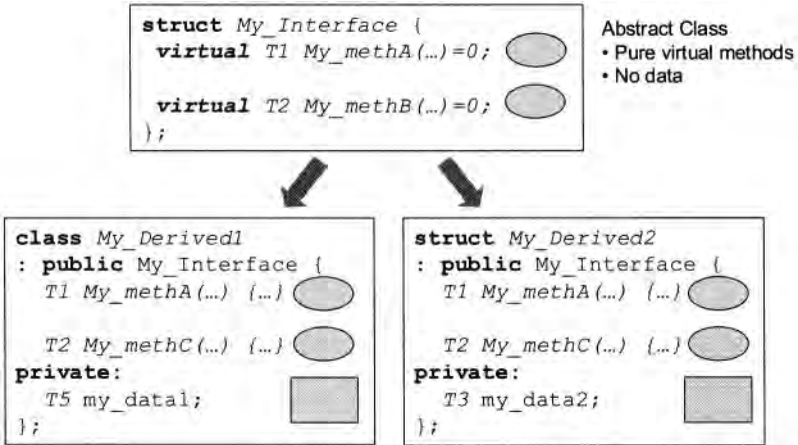 struct My_Interface {
virtual T1 My_methA(…)=0;
virtual T2 My_methB(…)=0;
};
Abstract Class
• Pure virtual methods
• No data
class My_Derived1
: public My_Interface {
T1 My_methA(…) {…}
T2 My_methC(…) {…}
private:
T5 my_data1;
};
struct My_Derived2
: public My_Interface {
T1 My_methA(…) {…}
T2 My_methC(…) {…}
private:
T3 my_data2;
};